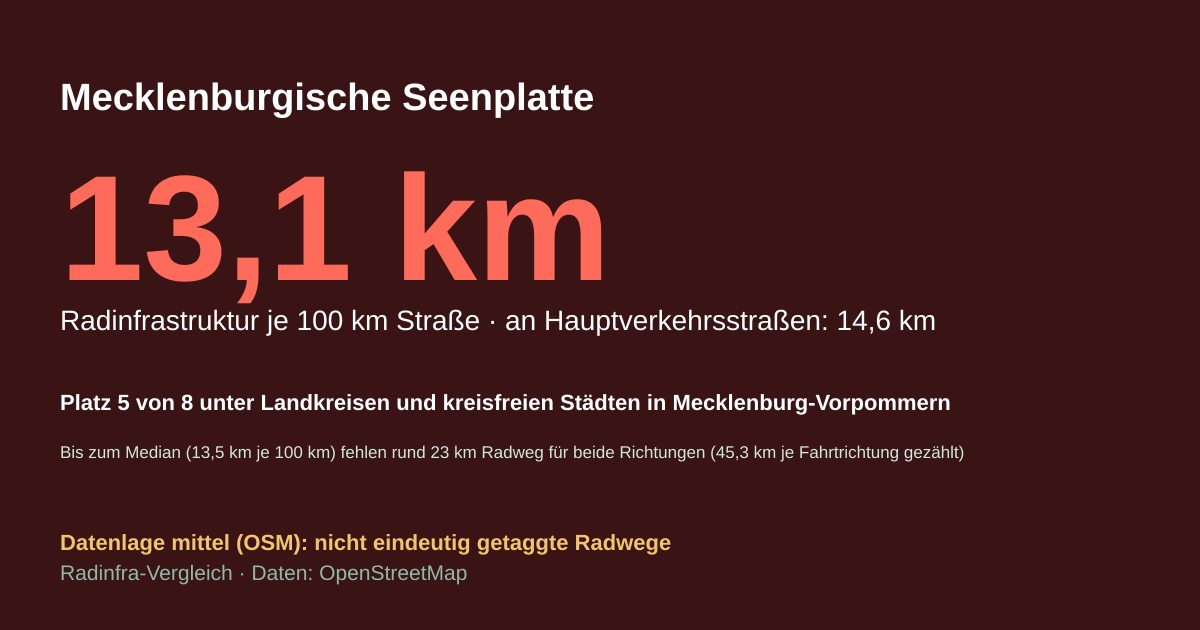 Mecklenburgische Seenplatte
13,1 km
Radinfrastruktur je 100 km Straße · an Hauptverkehrsstraßen: 14,6 km
Platz 5 von 8 unter Landkreisen und kreisfreien Städten in Mecklenburg-Vorpommern
Bis zum Median (13,5 km je 100 km) fehlen rund 23 km Radweg für beide Richtungen (45,3 km je Fahrtrichtung gezählt)
Datenlage mittel (OSM): nicht eindeutig getaggte Radwege
Radinfra-Vergleich · Daten: OpenStreetMap